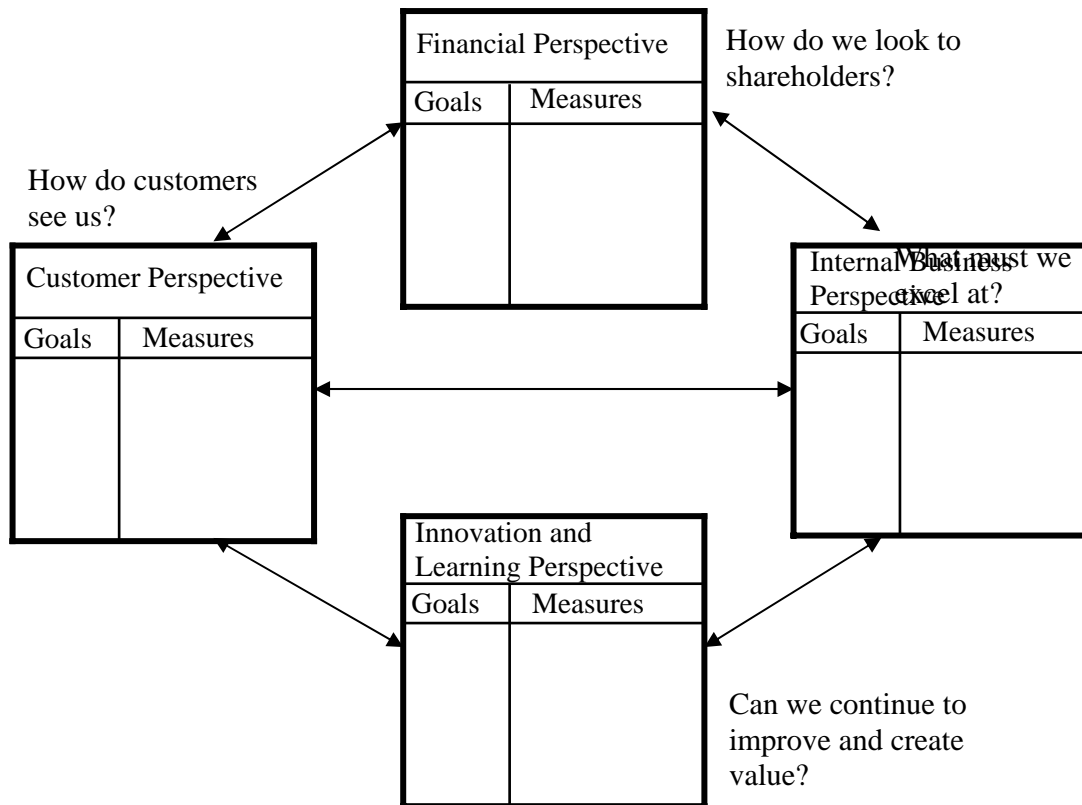 Financial Perspective
Goals
Measures
How do we look to
shareholders?
How do customers
see us?
Customer Perspective
Goals
Measures
Internal Business
Perspective
What must we
excel at?
Goals
Measures
Innovation and
Learning Perspective
Goals
Measures
Can we continue to
improve and create
value?